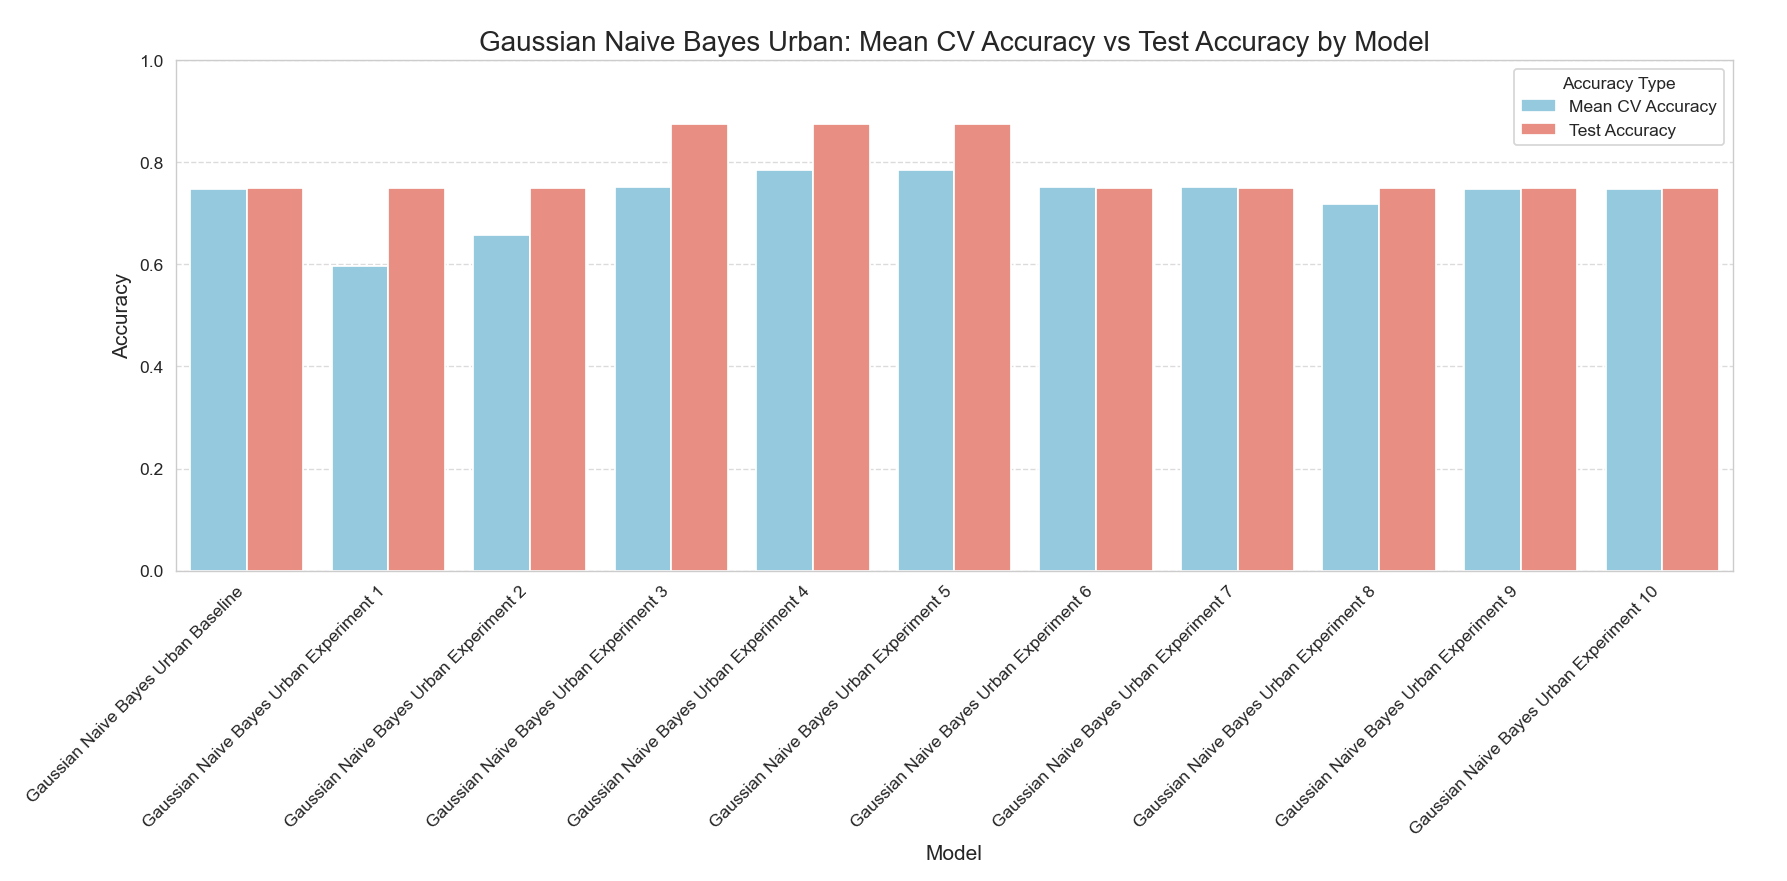 Gaussian Naive Bayes Urban: Mean CV Accuracy vs Test Accuracy by Model
Accuracy Type
Mean CV Accuracy
Test Accuracy
Accuracy
1.0
0.8
0.6
0.4
0.2
0.0
Gaussian Naive Bayes Urban Baseline
Gaussian Naive Bayes Urban Experiment 1
Gaussian Naive Bayes Urban Experiment 2
Gaussian Naive Bayes Urban Experiment 3
Gaussian Naive Bayes Urban Experiment 4
Gaussian Naive Bayes Urban Experiment 5
Gaussian Naive Bayes Urban Experiment 6
Gaussian Naive Bayes Urban Experiment 7
Gaussian Naive Bayes Urban Experiment 8
Gaussian Naive Bayes Urban Experiment 9
Gaussian Naive Bayes Urban Experiment 10
Model